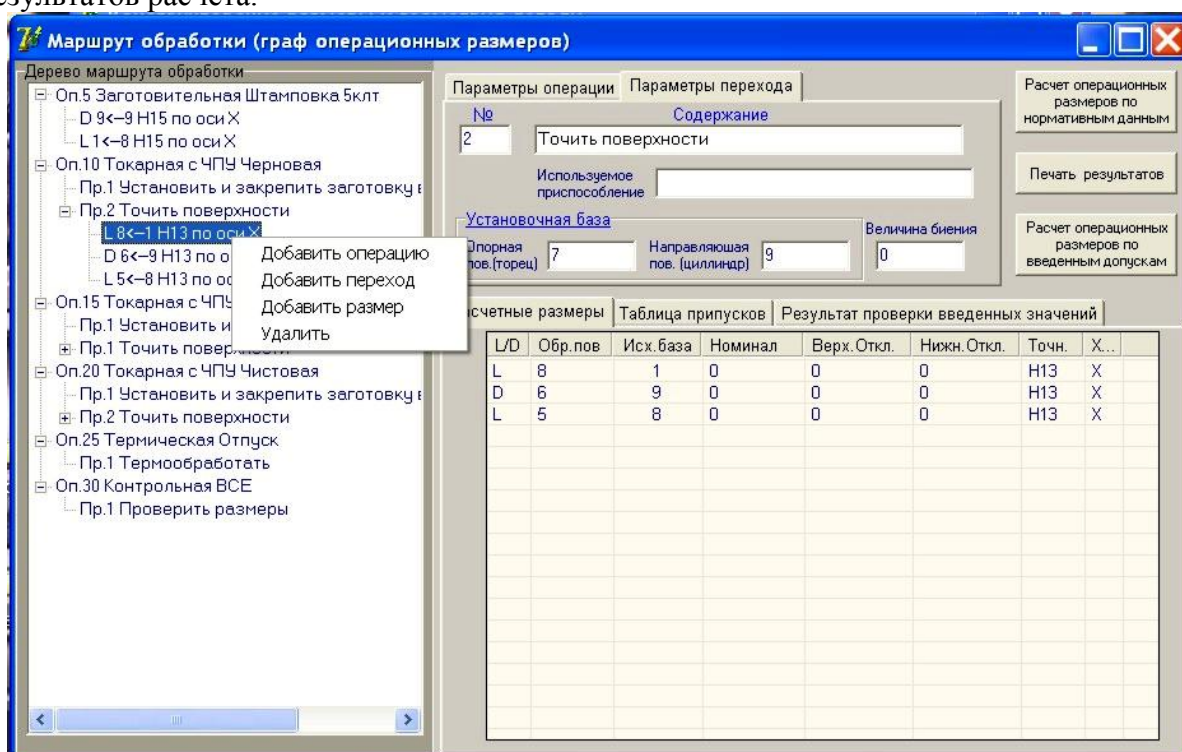 результатов расчета.
Маршрут обработки (граф операционных размеров)
Дерево маршрута обработки
Оп.5 Заготовительная Штамповка 5клт
D 9<–9 H15 по оси X
L 1<–8 H15 по оси X
Оп.10 Токарная с ЧПУ Черновая
Пр.1 Установить и закрепить заготовку в
Пр.2 Точить поверхности
L 8<–1 H13 по оси X
D 6<–9 H13 по о
L 5<–8 H13 по ос
Оп.15 Токарная с ЧПУ
Пр.1 Установить и
Пр.1 Точить повер
Оп.20 Токарная с ЧПУ Чистовая
Пр.1 Установить и закрепить заготовку в
Пр.2 Точить поверхности
Оп.25 Термическая Отпуск
Пр.1 Термообработать
Оп.30 Контрольная ВСЕ
Пр.1 Проверить размеры
Добавить операцию
Добавить переход
Добавить размер
Удалить
Параметры операции Параметры перехода
№ Содержание
2 Точить поверхности
Используемое
приспособление
Установочная база
Опорная
пов.(торец) 7
Направляюшая
пов. (циллиндр) 9
Величина биения
0
Расчет операционных
размеров по
нормативным данным
Печать результатов
Расчет операционных
размеров по
введенным допускам
счетные размеры Таблица припусков Результат проверки введенных значений
L/D Обр.пов Исх.база Номинал Верх.Откл. Нижн.Откл. Точн. X...
L 8 1 0 0 0 H13 X
D 6 9 0 0 0 H13 X
L 5 8 0 0 0 H13 X